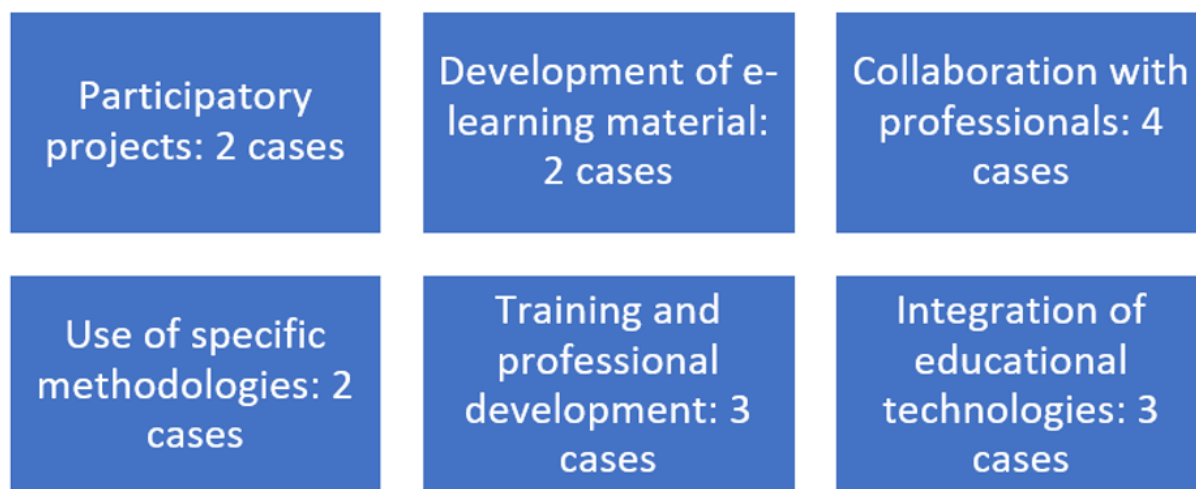 Participatory
projects: 2 cases
Development of e-
learning material:
2 cases
Collaboration with
professionals: 4
cases
Use of specific
methodologies: 2
cases
Training and
professional
development: 3
cases
Integration of
educational
technologies: 3
cases